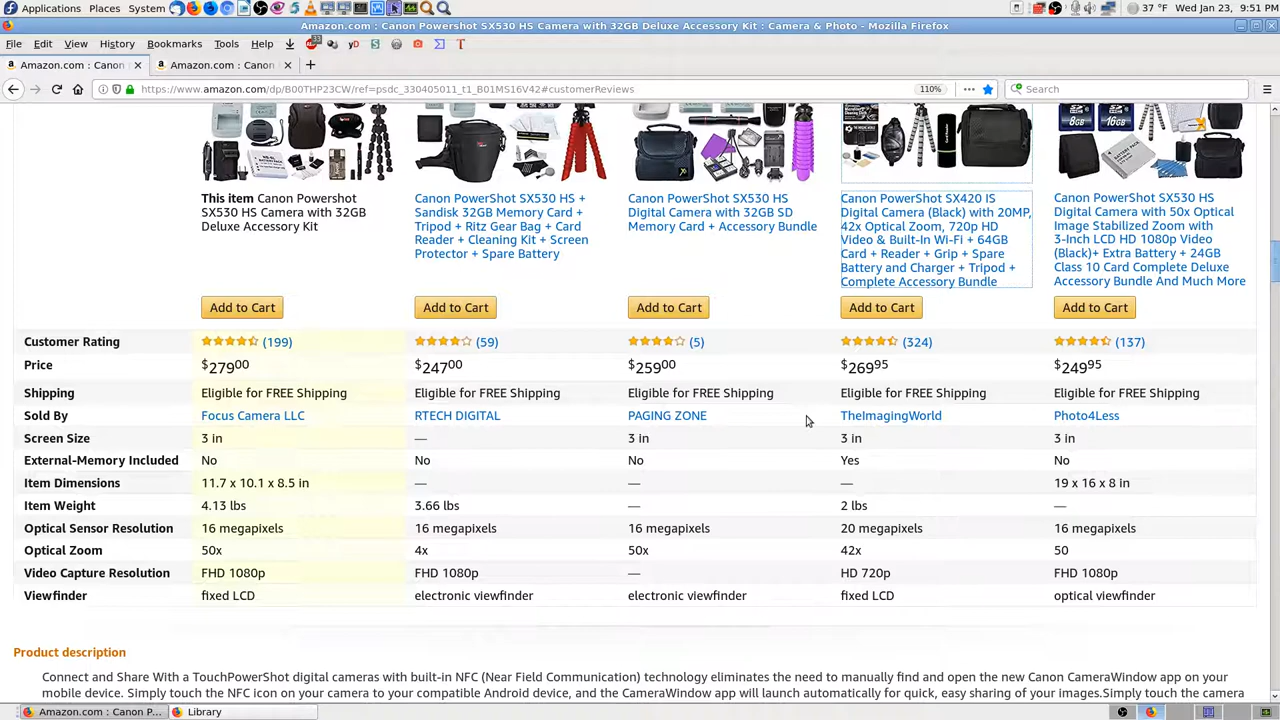 Applications Places System 37 °F Wed Jan 23, 9:51 PM
Amazon.com : Canon Powershot SX530 HS Camera with 32GB Deluxe Accessory Kit : Camera & Photo - Mozilla Firefox
File Edit View History Bookmarks Tools Help
Amazon.com : Canon Amazon.com : Canon
https://www.amazon.com/dp/B00THP23CW/ref=psdc_330405011_t1_B01MS16V42#customerReviews 110% Search
8GB 16GB
This item Canon Powershot SX530 HS Camera with 32GB Deluxe Accessory Kit
Canon PowerShot SX530 HS +
Sandisk 32GB Memory Card +
Tripod + Ritz Gear Bag + Card
Reader + Cleaning Kit + Screen
Protector + Spare Battery
Canon PowerShot SX530 HS
Digital Camera with 32GB SD
Memory Card + Accessory Bundle
Canon PowerShot SX420 IS
Digital Camera (Black) with 20MP,
42x Optical Zoom, 720p HD
Video & Built-In Wi-Fi + 64GB
Card + Reader + Grip + Spare
Battery and Charger + Tripod +
Complete Accessory Bundle
Canon PowerShot SX530 HS
Digital Camera with 50x Optical
Image Stabilized Zoom with
3-Inch LCD HD 1080p Video
(Black)+ Extra Battery + 24GB
Class 10 Card Complete Deluxe
Accessory Bundle And Much More
Add to Cart Add to Cart Add to Cart Add to Cart Add to Cart
Customer Rating (199) (59) (5) (324) (137)
Price $279 00 $247 00 $259 00 $269 95 $249 95
Shipping Eligible for FREE Shipping Eligible for FREE Shipping Eligible for FREE Shipping Eligible for FREE Shipping Eligible for FREE Shipping
Sold By Focus Camera LLC RTECH DIGITAL PAGING ZONE TheImagingWorld Photo4Less
Screen Size 3 in — 3 in 3 in 3 in
External-Memory Included No No No Yes No
Item Dimensions 11.7 x 10.1 x 8.5 in — — — 19 x 16 x 8 in
Item Weight 4.13 lbs 3.66 lbs — 2 lbs —
Optical Sensor Resolution 16 megapixels 16 megapixels 16 megapixels 20 megapixels 16 megapixels
Optical Zoom 50x 4x 50x 42x 50
Video Capture Resolution FHD 1080p FHD 1080p — HD 720p FHD 1080p
Viewfinder fixed LCD electronic viewfinder electronic viewfinder fixed LCD optical viewfinder
Product description
Connect and Share With a TouchPowerShot digital cameras with built-in NFC (Near Field Communication) technology eliminates the need to manually find and open the new Canon CameraWindow app on your
mobile device. Simply touch the NFC icon on your camera to your compatible Android device, and the CameraWindow app will launch automatically for quick, easy sharing of your images.Simply touch the camera
Amazon.com : Canon P... Library